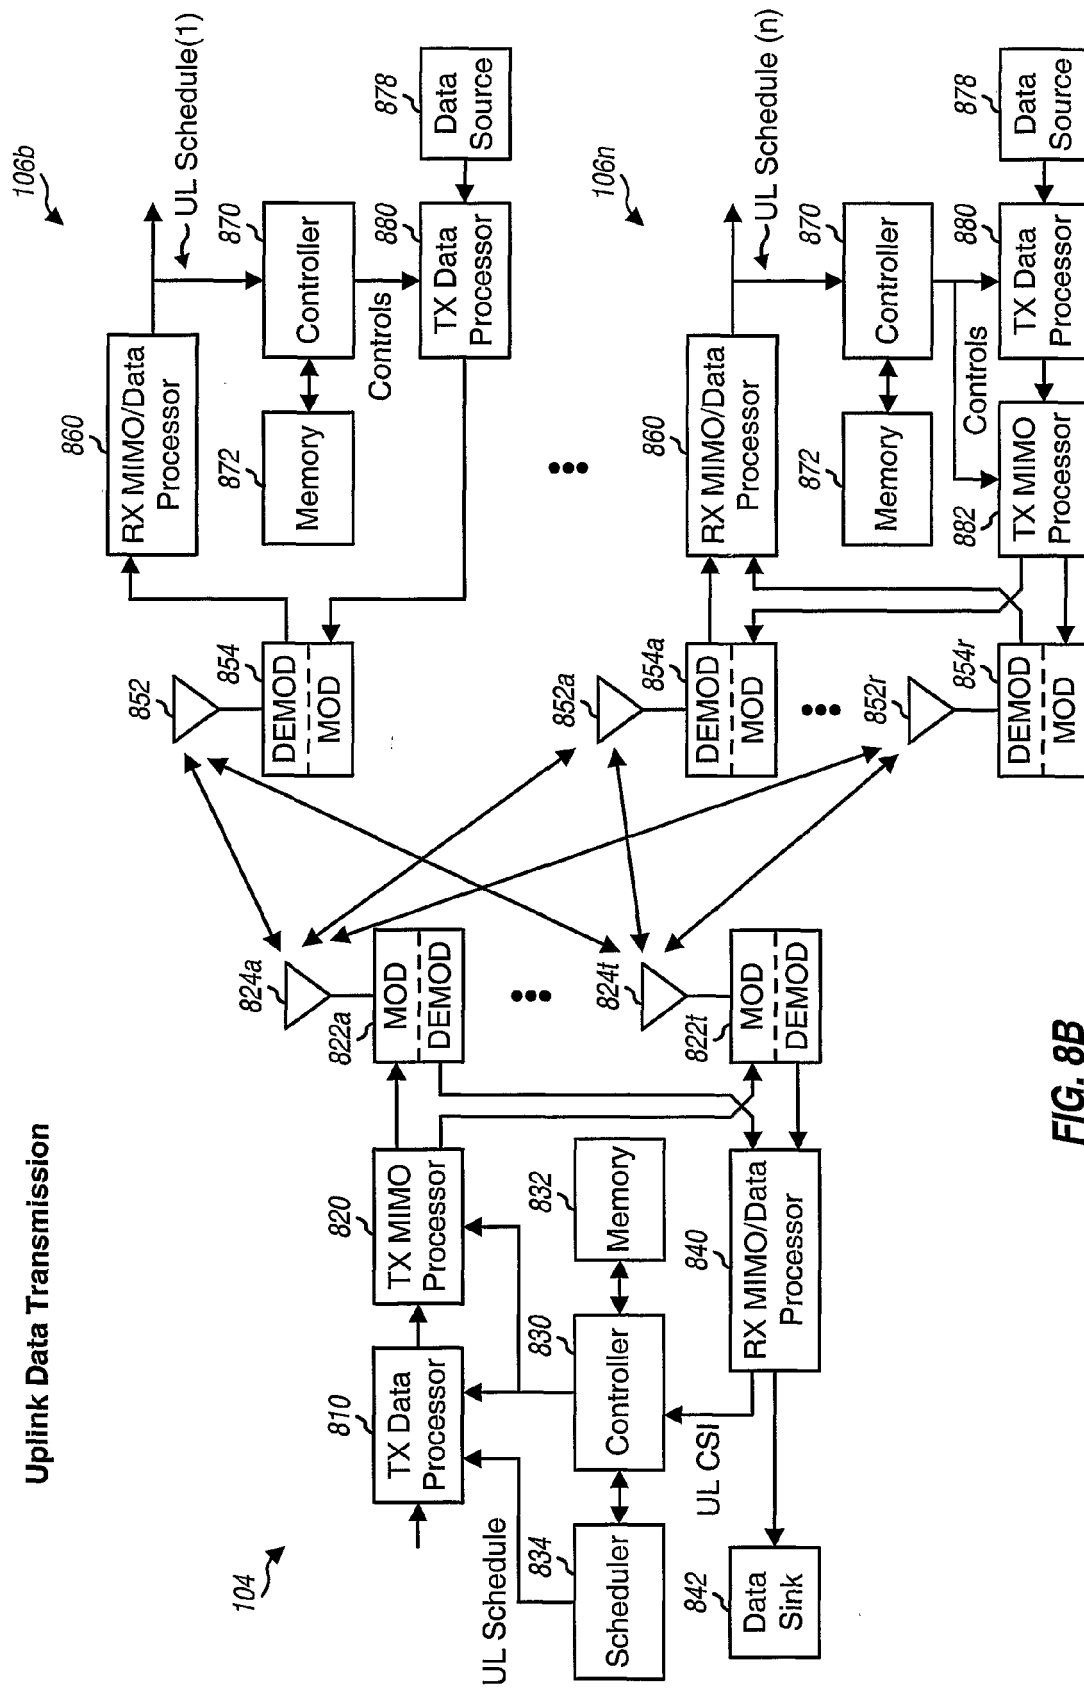 Uplink Data Transmission
104
UL Schedule
810
TX Data
Processor
820
TX MIMO
Processor
822a
MOD
DEMOD
824a
834
Scheduler
830
Controller
832
Memory
UL CSI
842
Data
Sink
840
RX MIMO/Data
Processor
822t
MOD
DEMOD
824t
106b
852
854
DEMOD
MOD
860
RX MIMO/Data
Processor
UL Schedule(1)
872
Memory
870
Controller
Controls
880
TX Data
Processor
878
Data
Source
106n
852a
854a
DEMOD
MOD
852r
854r
DEMOD
MOD
860
RX MIMO/Data
Processor
UL Schedule (n)
872
Memory
870
Controller
Controls
882
TX MIMO
Processor
880
TX Data
Processor
878
Data
Source
FIG. 8B